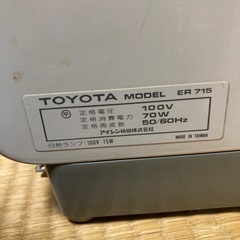 TOYOTA MODEL ER 715
定格電圧 100V
定格消費電力 70W
定格周波数 50/60Hz
アイシン精機株式会社
MADE IN TAIWAN
白熱ランプ:100V 15W